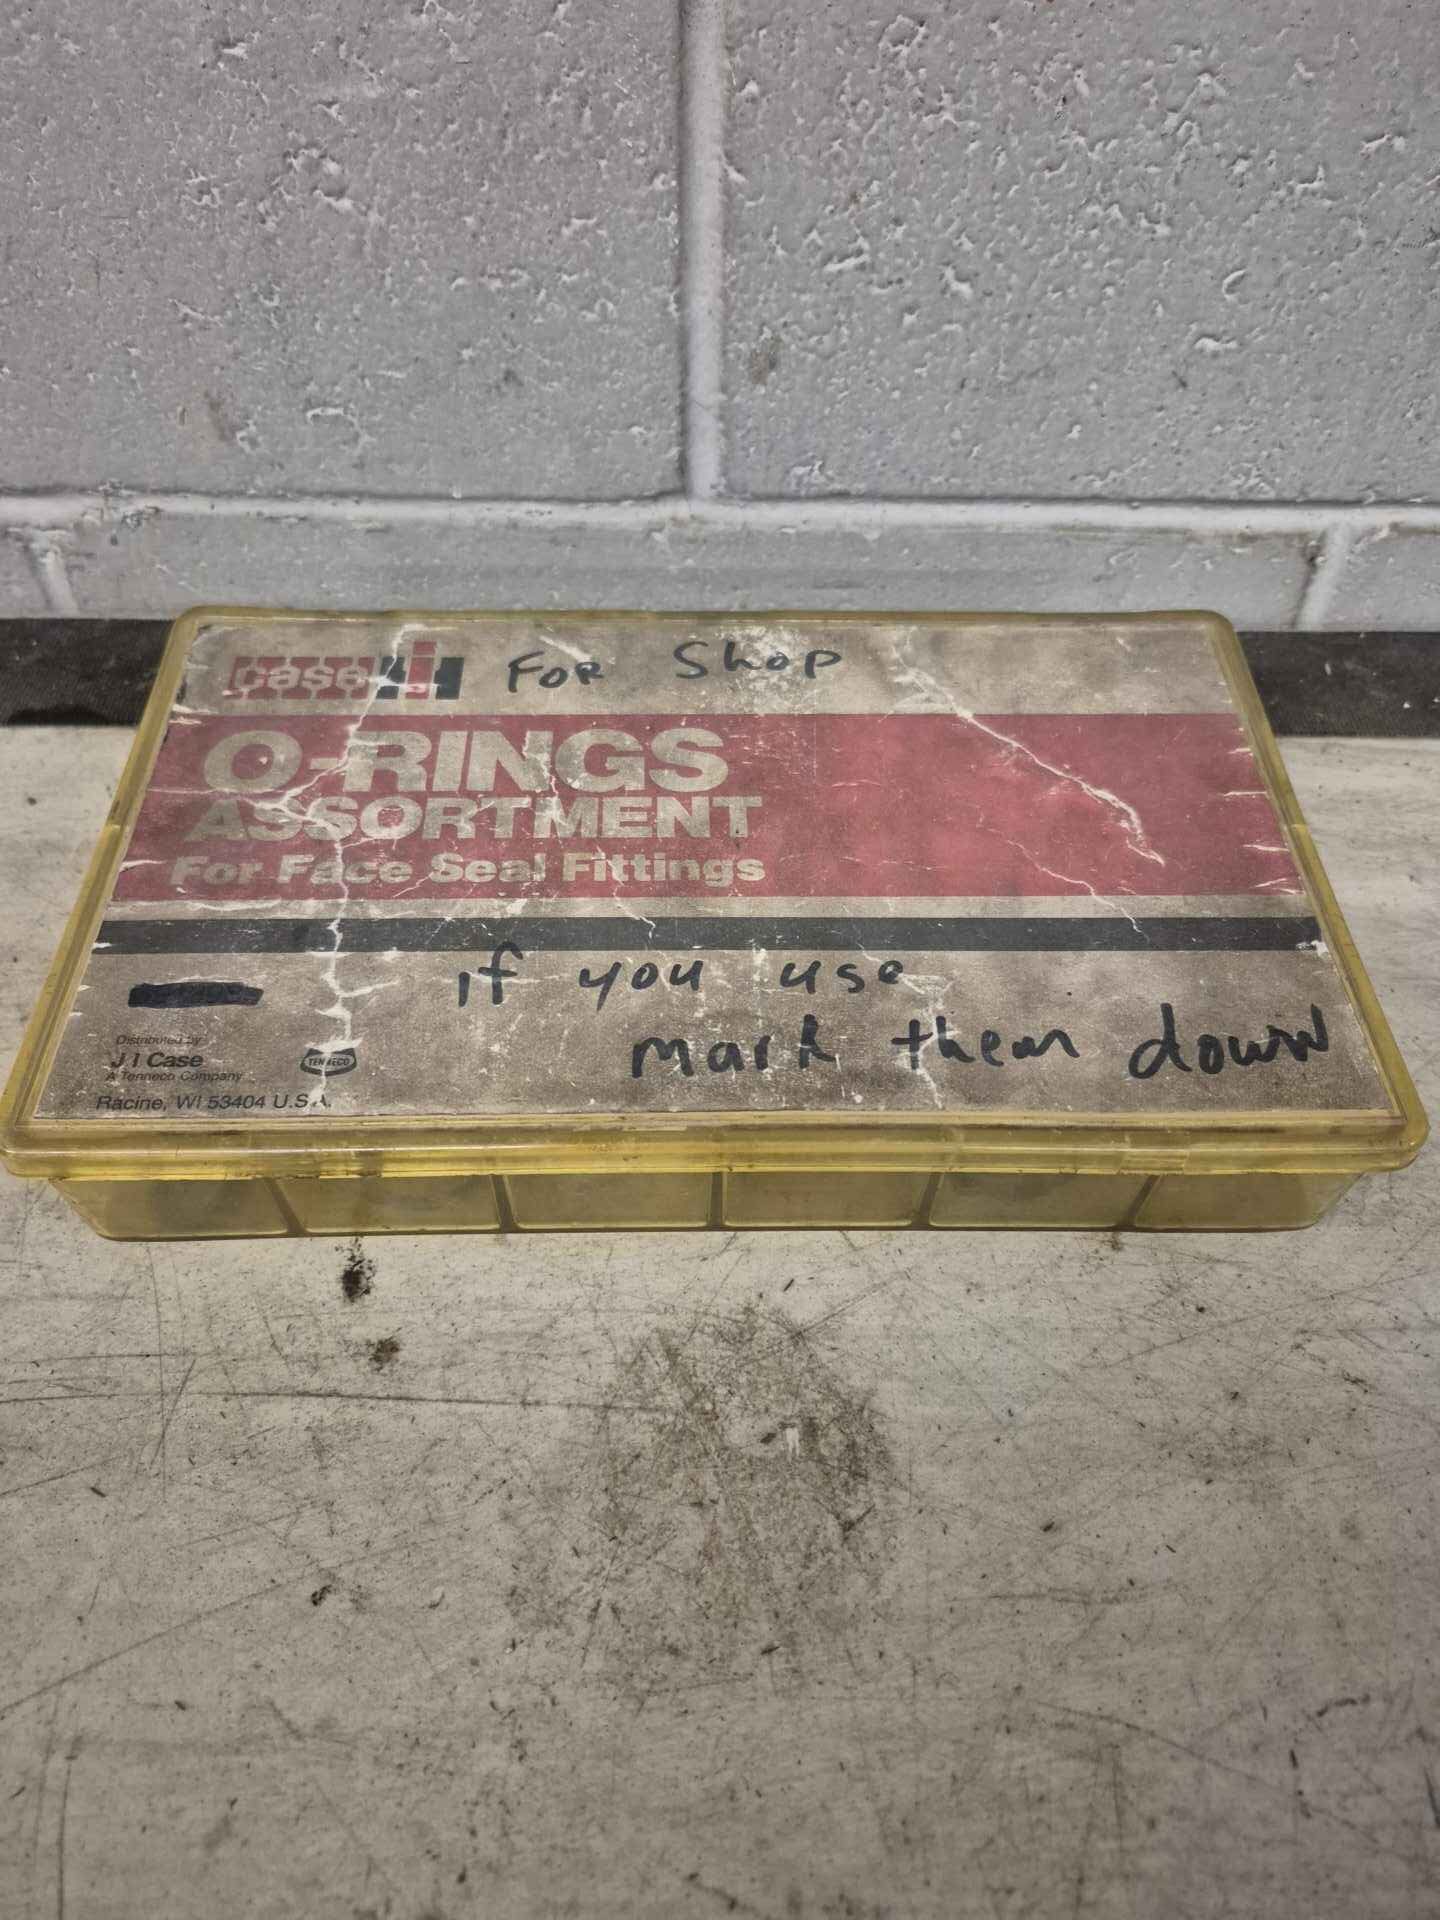 case IH For Shop
O-RINGS
ASSORTMENT
For Face Seal Fittings
if you use
mark them down
Distributed by
J I Case
A Tenneco Company
TENNECO
Racine, WI 53404 U.S.A.